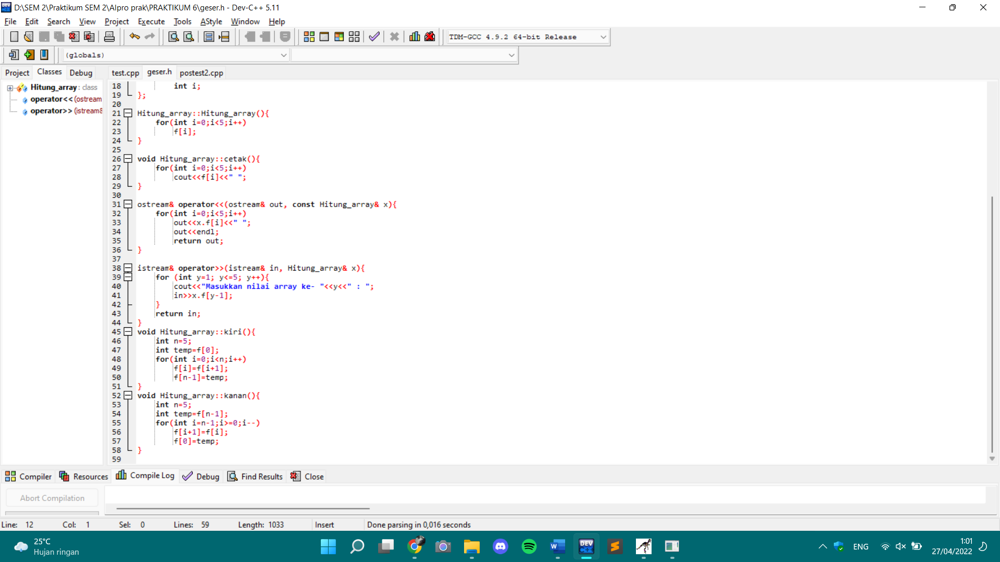 D:\SEM 2\Praktikum SEM 2\Alpro prak\PRAKTIKUM 6\geser.h - Dev-C++ 5.11
File Edit Search View Project Execute Tools AStyle Window Help
TDM-GCC 4.9.2 64-bit Release
(globals)
Project Classes Debug test.cpp geser.h postest2.cpp
Hitung_array : class
operator<< (ostream
operator>> (istream&
18 int i;
19 };
20
21 Hitung_array::Hitung_array(){
22 for(int i=0;i<5;i++)
23 f[i];
24 }
25
26 void Hitung_array::cetak(){
27 for(int i=0;i<5;i++)
28 cout<<f[i]<<" ";
29 }
30
31 ostream& operator<<(ostream& out, const Hitung_array& x){
32 for(int i=0;i<5;i++)
33 out<<x.f[i]<<" ";
34 out<<endl;
35 return out;
36 }
37
38 istream& operator>>(istream& in, Hitung_array& x){
39 for (int y=1; y<=5; y++){
40 cout<<"Masukkan nilai array ke- "<<y<<" : ";
41 in>>x.f[y-1];
42 }
43 return in;
44 }
45 void Hitung_array::kiri(){
46 int n=5;
47 int temp=f[0];
48 for(int i=0;i<n;i++)
49 f[i]=f[i+1];
50 f[n-1]=temp;
51 }
52 void Hitung_array::kanan(){
53 int n=5;
54 int temp=f[n-1];
55 for(int i=n-1;i>=0;i--)
56 f[i+1]=f[i];
57 f[0]=temp;
58 }
59
Compiler Resources Compile Log Debug Find Results Close
Abort Compilation
Line: 12 Col: 1 Sel: 0 Lines: 59 Length: 1033 Insert Done parsing in 0,016 seconds
25°C
Hujan ringan
W
DEV
C++
ENG
1:01
27/04/2022